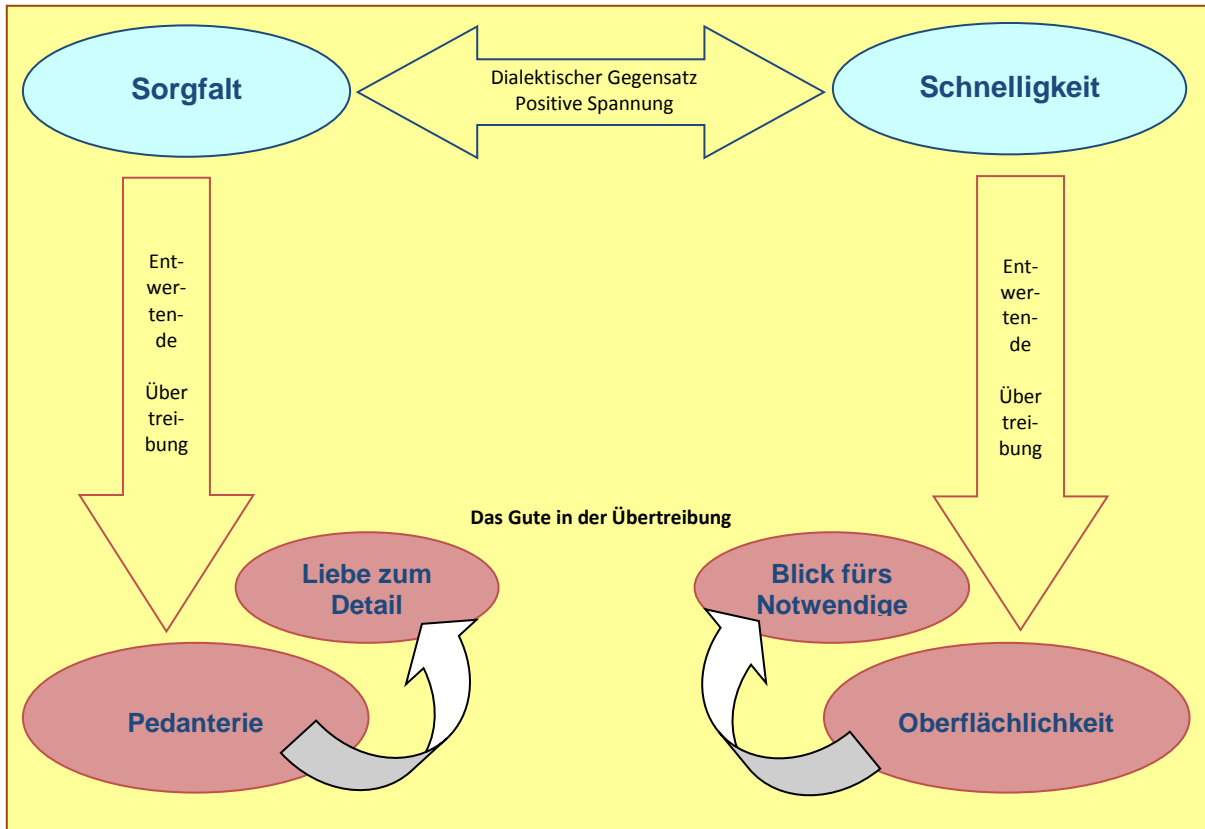 Sorgfalt
Dialektischer Gegensatz
Positive Spannung
Schnelligkeit
Ent-
wer-
ten-
de
Über
trei-
bung
Ent-
wer-
ten-
de
Über
trei-
bung
Das Gute in der Übertreibung
Liebe zum
Detail
Blick fürs
Notwendige
Pedanterie
Oberflächlichkeit